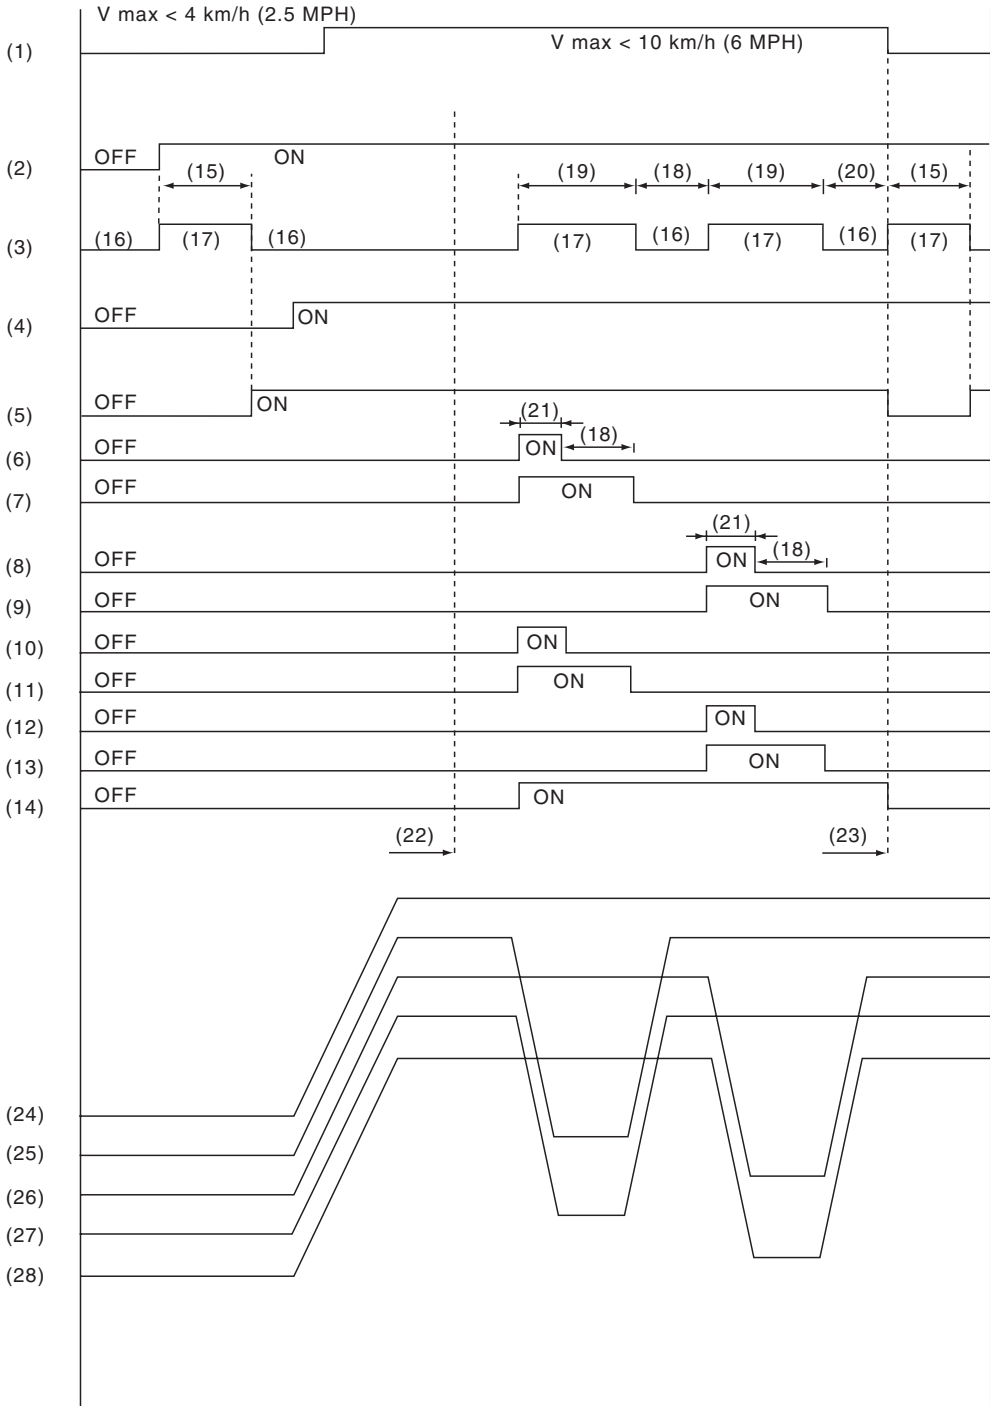 V max < 4 km/h (2.5 MPH)
(1)
V max < 10 km/h (6 MPH)
(2) OFF ON
(15) (19) (18) (19) (20) (15)
(3) (16) (17) (16) (17) (16) (17) (16) (17)
(4) OFF ON
(5) OFF ON
(21)
(6) OFF ON (18)
(7) OFF ON
(21)
(8) OFF ON (18)
(9) OFF ON
(10) OFF ON
(11) OFF ON
(12) OFF ON
(13) OFF ON
(14) OFF ON
(22) (23)
(24)
(25)
(26)
(27)
(28)